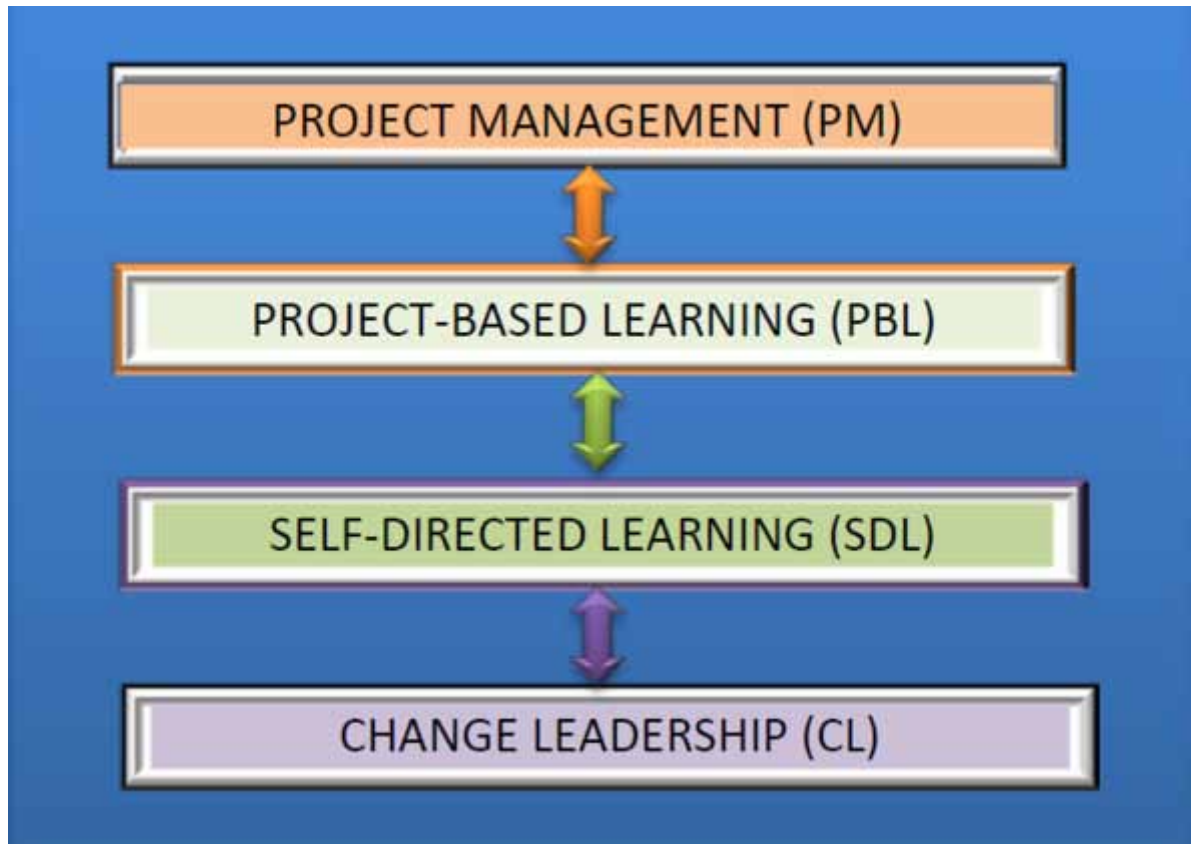 PROJECT MANAGEMENT (PM)
PROJECT-BASED LEARNING (PBL)
SELF-DIRECTED LEARNING (SDL)
CHANGE LEADERSHIP (CL)